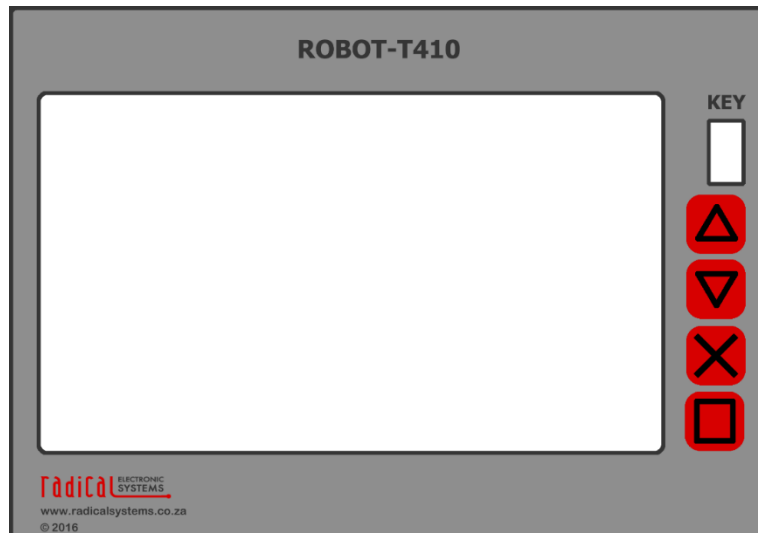 ROBOT-T410
KEY
radical ELECTRONIC SYSTEMS
www.radicalsystems.co.za
© 2016